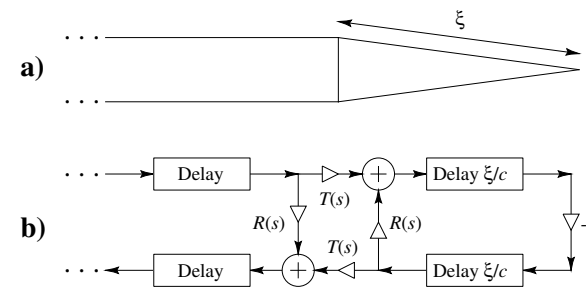 ξ
a)
. . .
. . .
. . .
Delay
T(s)
+
Delay ξ/c
R(s)
R(s)
b)
T(s)
. . .
Delay
+
Delay ξ/c